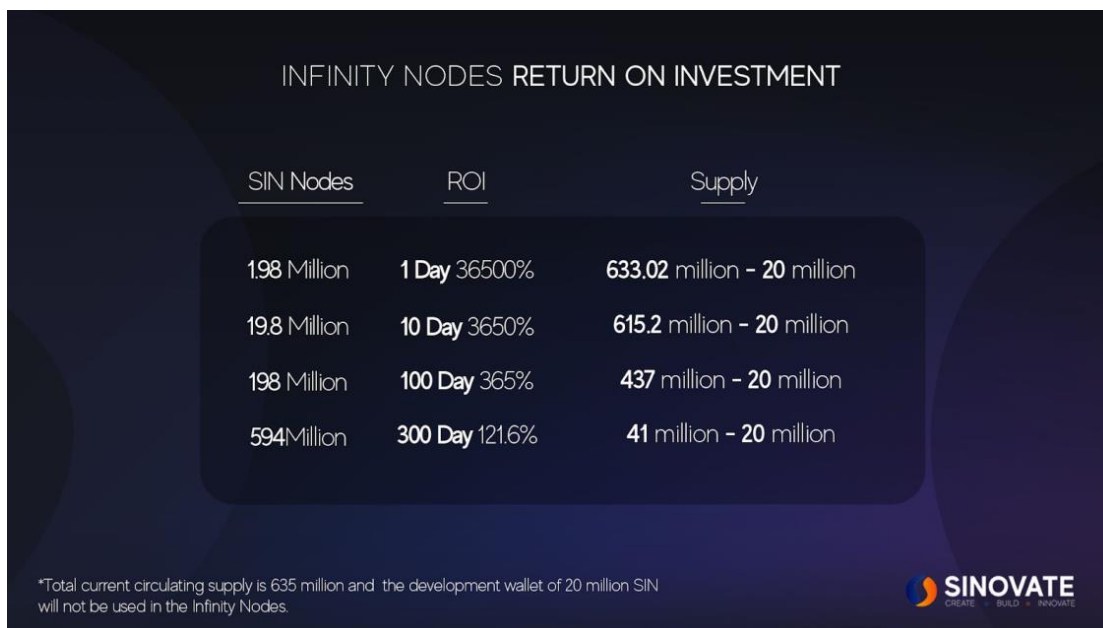 INFINITY NODES RETURN ON INVESTMENT
SIN Nodes ROI Supply
1.98 Million 1 Day 36500% 633.02 million - 20 million
19.8 Million 10 Day 3650% 615.2 million - 20 million
198 Million 100 Day 365% 437 million - 20 million
594Million 300 Day 121.6% 41 million - 20 million
*Total current circulating supply is 635 million and the development wallet of 20 million SIN
will not be used in the Infinity Nodes.
SINOVATE
CREATE • BUILD • INNOVATE